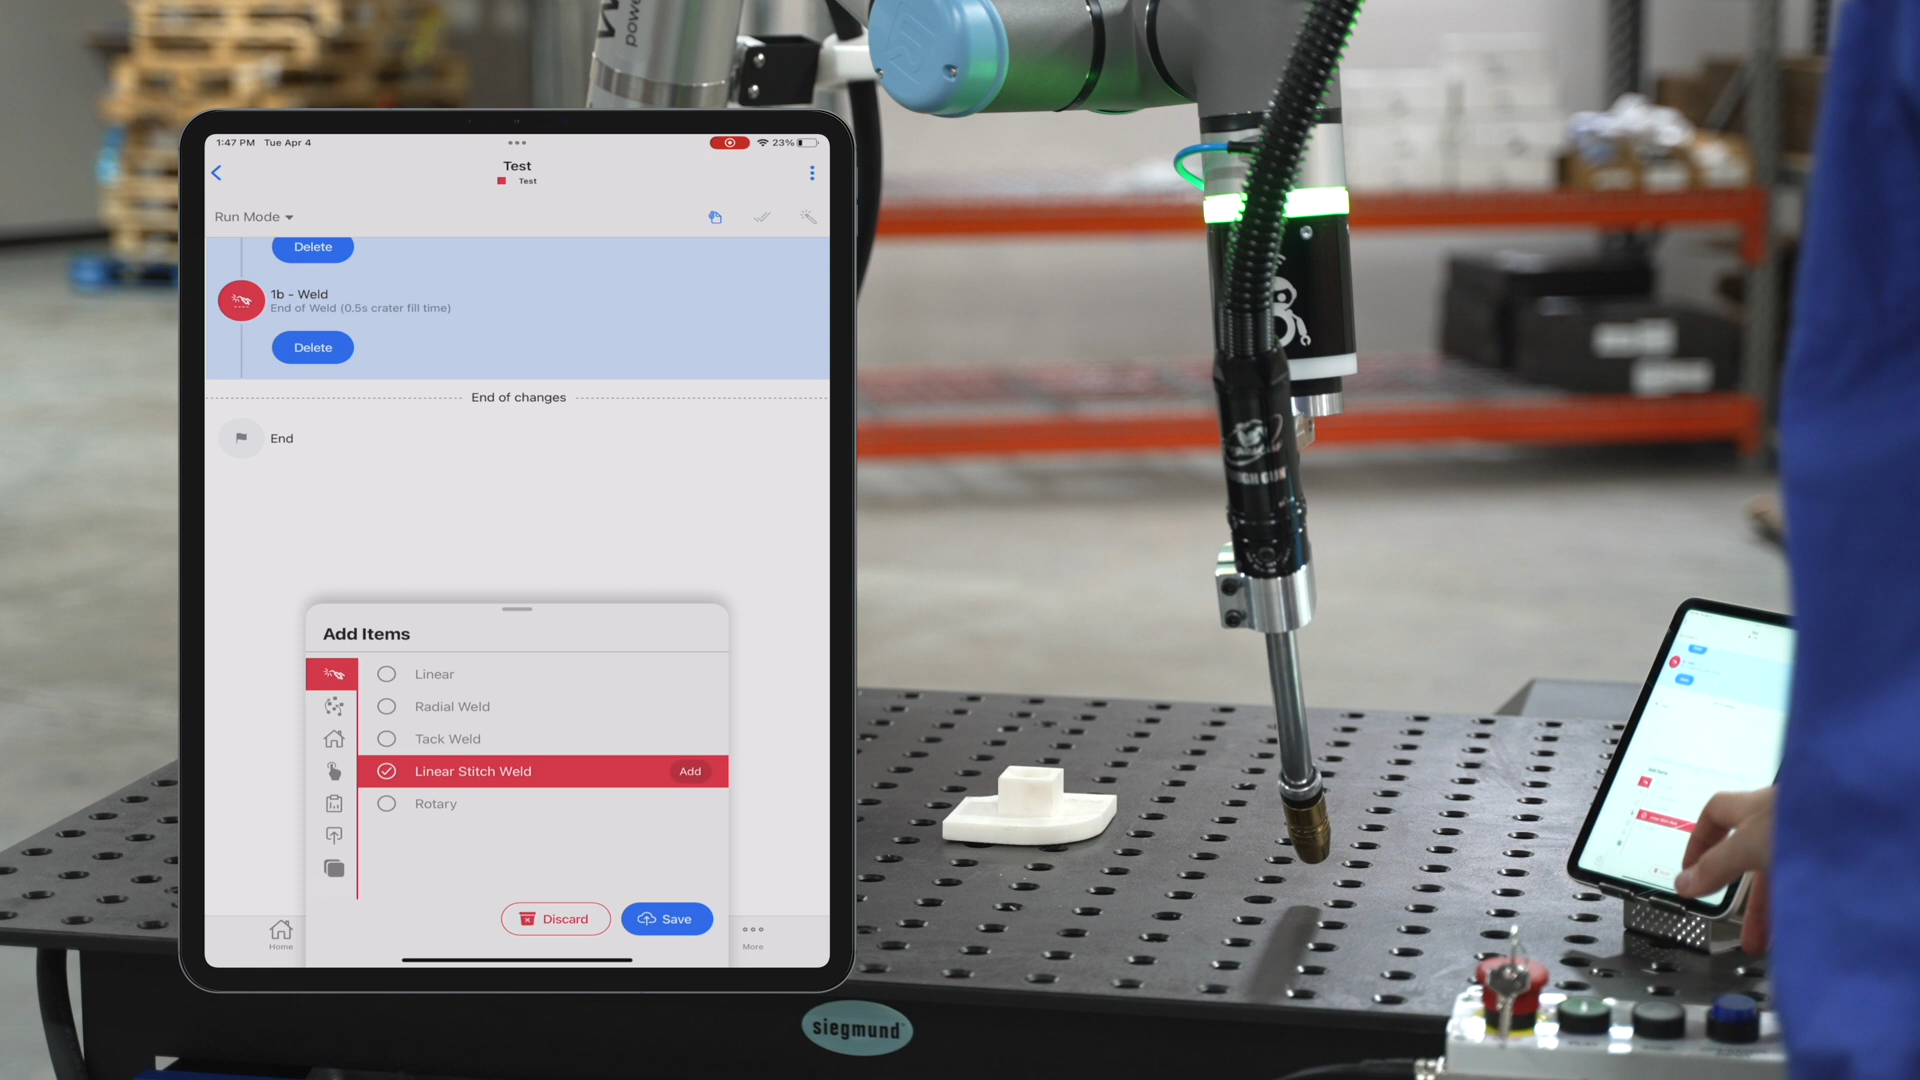 powe
1:47 PM Tue Apr 4
23%
Test
Test
Run Mode
Delete
1b - Weld
End of Weld (0.5s crater fill time)
Delete
End of changes
End
Add Items
Linear
Radial Weld
Tack Weld
Linear Stitch Weld
Add
Rotary
Discard
Save
Home
More
siegmund